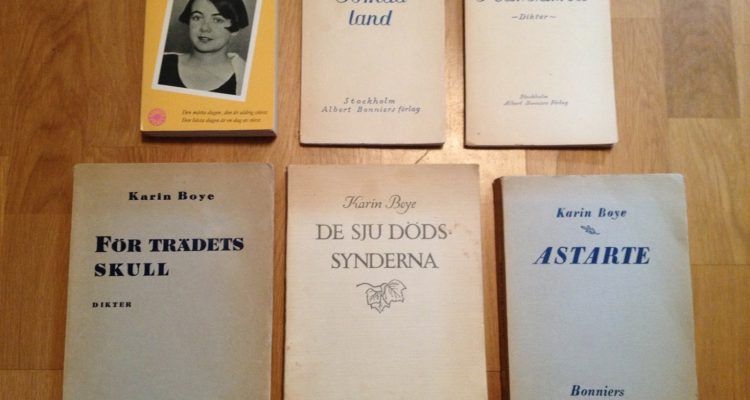 Den mätta dagen, den är aldrig störst.
Den bästa dagen är en dag av törst.
land
Stockholm
Albert Bonniers förlag
~Dikter~
Stockholm
Albert Bonniers Förlag
Karin Boye
FÖR TRÄDETS
SKULL
DIKTER
Karin Boye
DE SJU DÖDS-
SYNDERNA
Karin Boye
ASTARTE
Bonniers